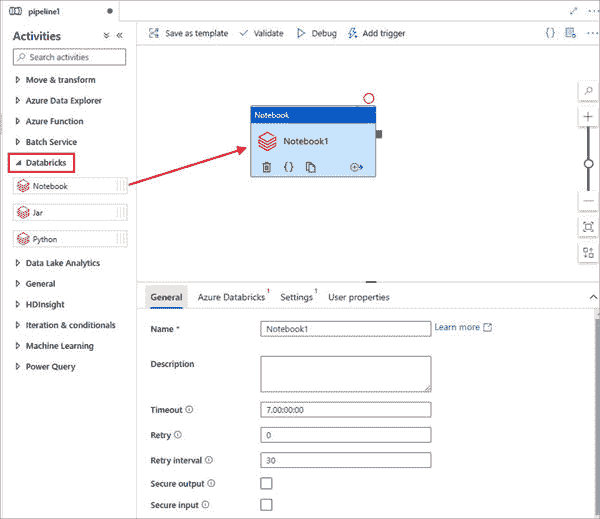 pipeline1
Activities
Search activities
Move & transform
Azure Data Explorer
Azure Function
Batch Service
Databricks
Notebook
Jar
Python
Data Lake Analytics
General
HDInsight
Iteration & conditionals
Machine Learning
Power Query
Save as template Validate Debug Add trigger
Notebook
Notebook1
General Azure Databricks 1 Settings 1 User properties
Name * Notebook1 Learn more
Description
Timeout 7.00:00:00
Retry 0
Retry interval 30
Secure output
Secure input